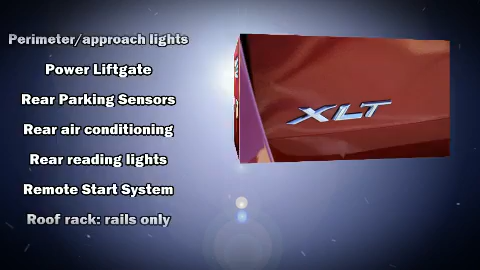 Perimeter/approach lights
Power Liftgate
Rear Parking Sensors
Rear air conditioning
Rear reading lights
Remote Start System
Roof rack: rails only
XLT